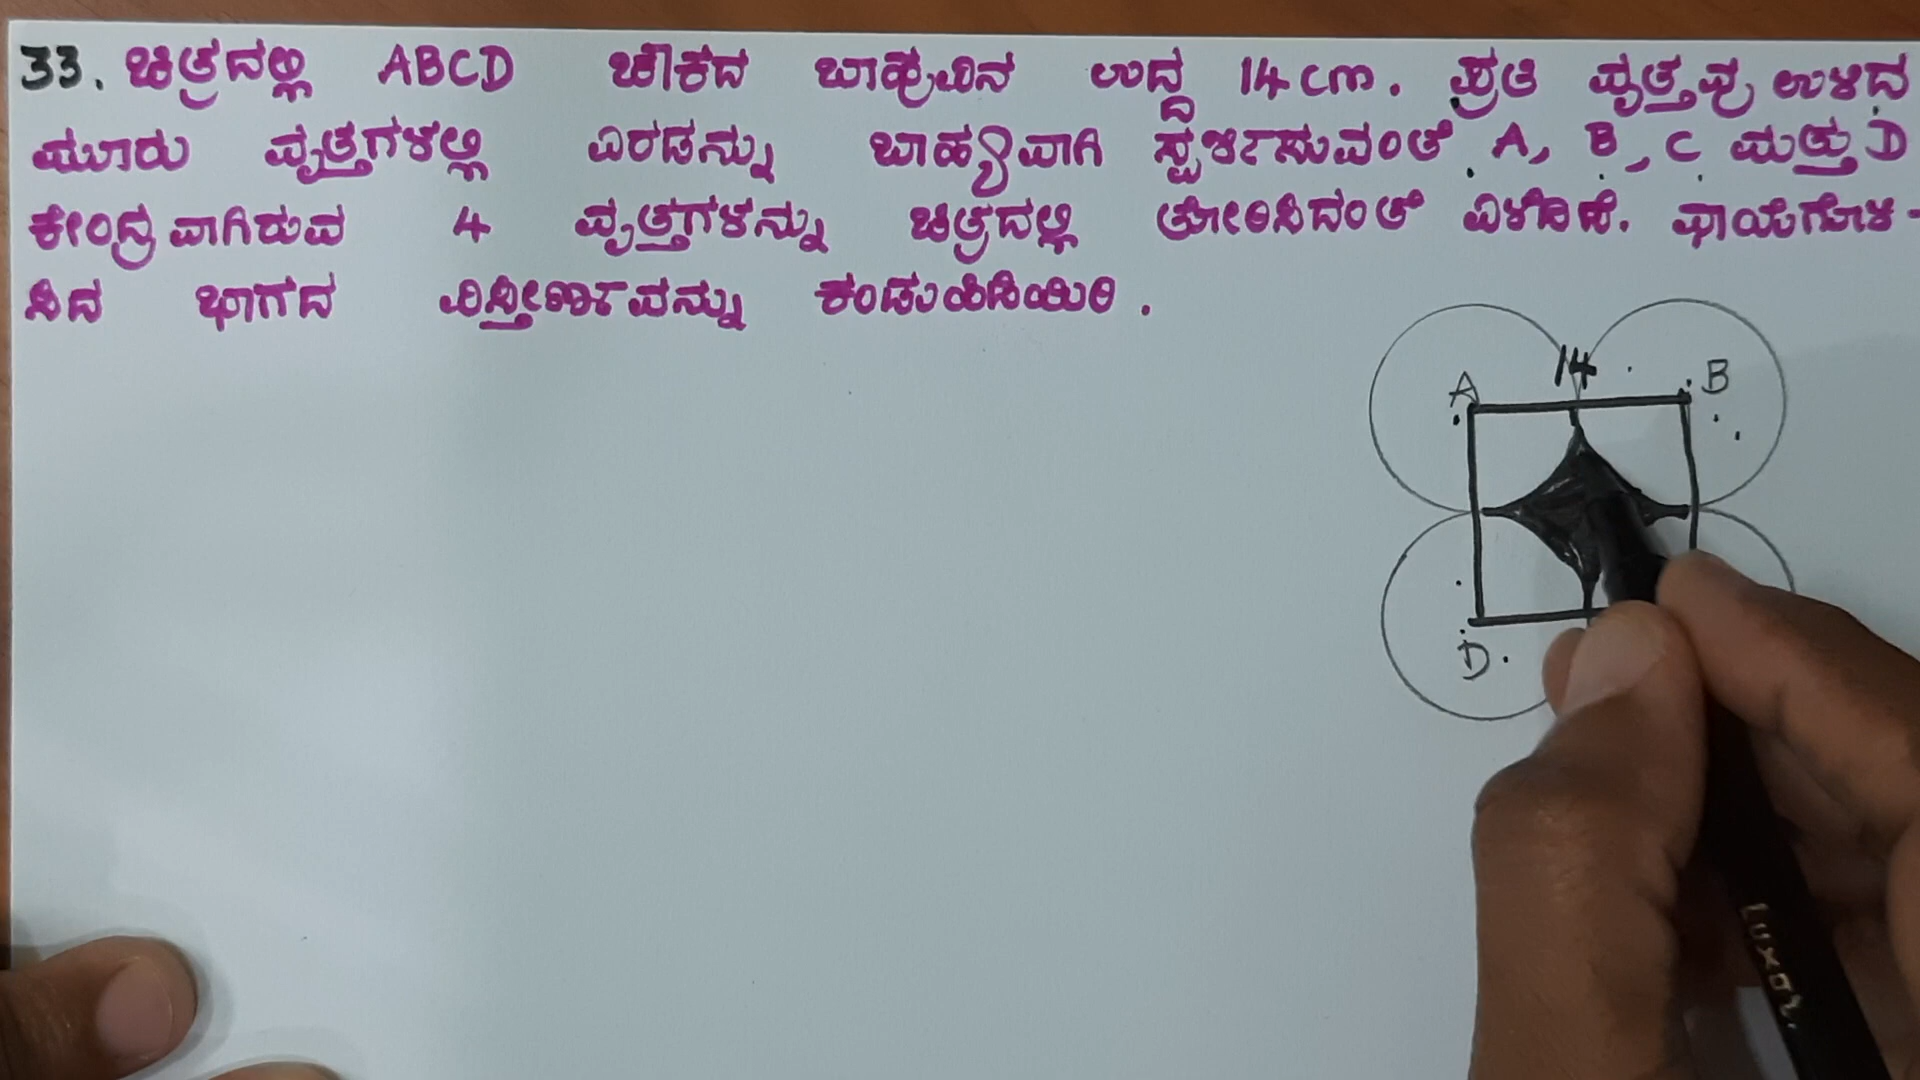 33. ಚಿತ್ರದಲ್ಲಿ ABCD ಚೌಕದ ಬಾಹುವಿನ ಉದ್ದ 14 cm. ಪ್ರತಿ ವೃತ್ತವು ಉಳಿದ
ಮೂರು ವೃತ್ತಗಳಲ್ಲಿ ಎರಡನ್ನು ಬಾಹ್ಯವಾಗಿ ಸ್ಪರ್ಶಿಸುವಂತೆ A, B, C ಮತ್ತು D
ಕೇಂದ್ರವಾಗಿರುವ 4 ವೃತ್ತಗಳನ್ನು ಚಿತ್ರದಲ್ಲಿ ತೋರಿಸಿದಂತೆ ಎಳೆದಿದೆ. ಛಾಯೆಗೊಳಿ-
ಸಿದ ಭಾಗದ ವಿಸ್ತೀರ್ಣವನ್ನು ಕಂಡುಹಿಡಿಯಿರಿ.
14
A
B
D
LUXOR